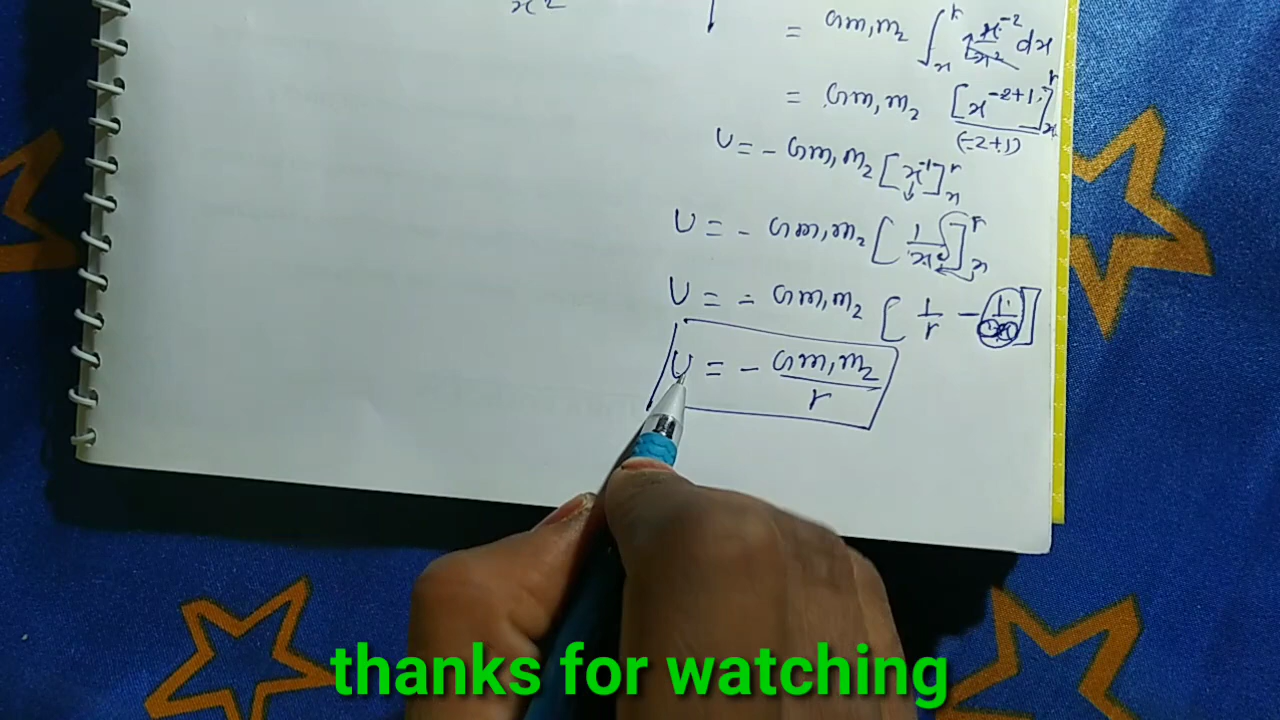 x²
= Gm₁m₂ ∫ₓʳ x⁻² dx
= Gm₁m₂ [x⁻²⁺¹]ₓʳ / (-2+1)
U = - Gm₁m₂ [x⁻¹]ₓʳ
U = - Gm₁m₂ [1/x]ₓʳ
U = - Gm₁m₂ [1/r - 1/∞]
U = - Gm₁m₂ / r
thanks for watching